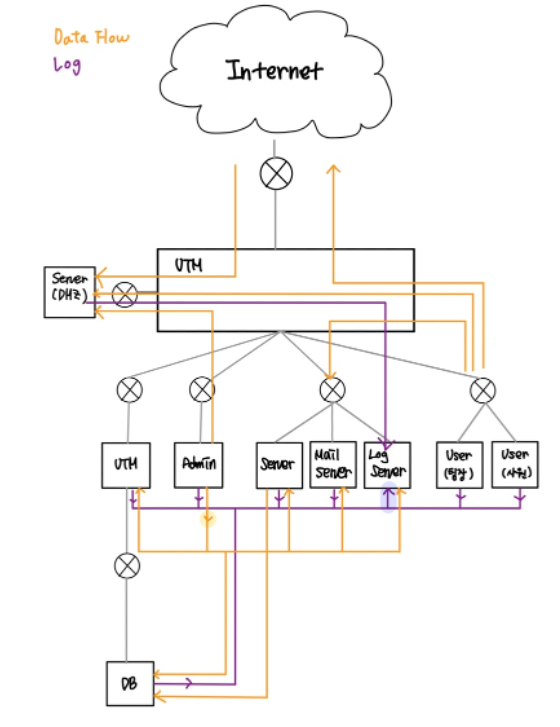 Data Flow
Log
Internet
UTM
Server
(DMZ)
UTM
Admin
Server
Mail
Server
Log
Server
User
(팀장)
User
(사원)
DB